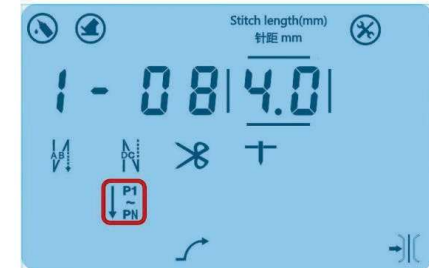 Stitch length(mm)
针距 mm
1 - 08 4.0
AB DC
P1
~
PN